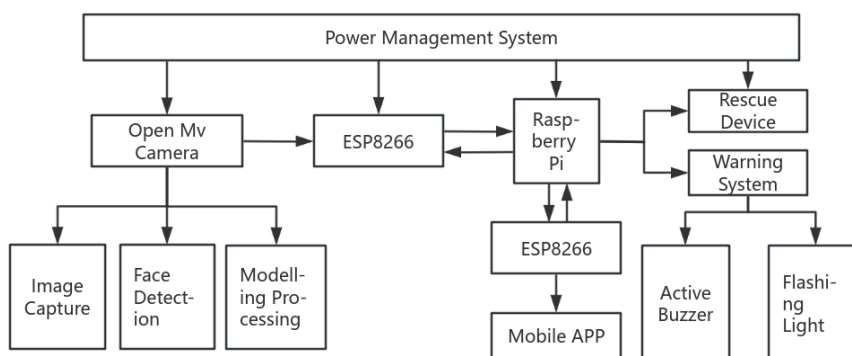 Power Management System
Open Mv
Camera
ESP8266
Rasp-
berry
Pi
Rescue
Device
Warning
System
Image
Capture
Face
Detect-
ion
Modell-
ing Pro-
cessing
ESP8266
Mobile APP
Active
Buzzer
Flashi-
ng
Light